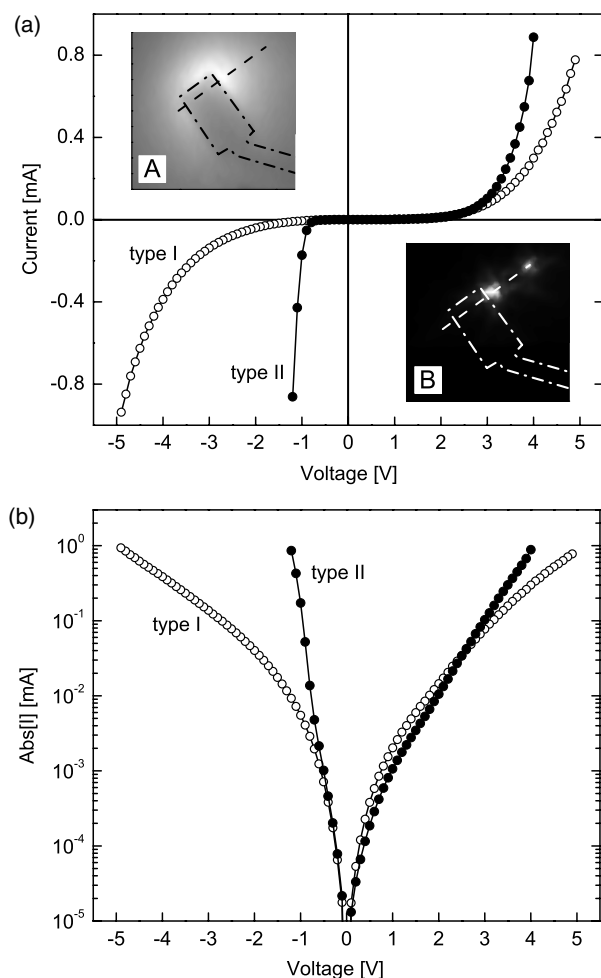 (a)
0.8
0.4
0.0
-0.4
-0.8
Current [mA]
A
B
type I
type II
-5 -4 -3 -2 -1 0 1 2 3 4 5
Voltage [V]
(b)
10^0
10^-1
10^-2
10^-3
10^-4
10^-5
Abs[I] [mA]
type II
type I
-5 -4 -3 -2 -1 0 1 2 3 4 5
Voltage [V]